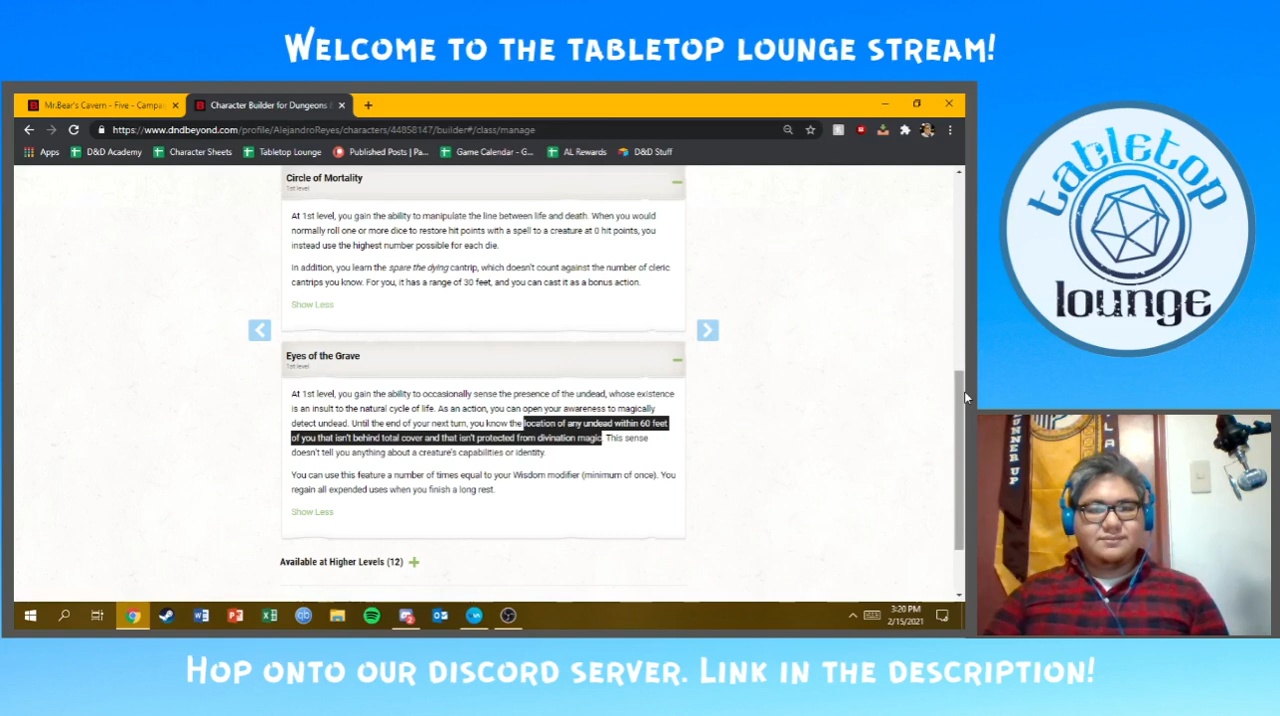 WELCOME TO THE TABLETOP LOUNGE STREAM!
Mr.Bear's Cavern - Five - Campa
Character Builder for Dungeons &
https://www.dndbeyond.com/profile/AlejandroReyes/characters/44858147/builder#/class/manage
Apps
D&D Academy
Character Sheets
Tabletop Lounge
Published Posts | Pa...
Game Calendar - G...
AL Rewards
D&D Stuff
Circle of Mortality
1st level
At 1st level, you gain the ability to manipulate the line between life and death. When you would
normally roll one or more dice to restore hit points with a spell to a creature at 0 hit points, you
instead use the highest number possible for each die.
In addition, you learn the spare the dying cantrip, which doesn't count against the number of cleric
cantrips you know. For you, it has a range of 30 feet, and you can cast it as a bonus action.
Show Less
Eyes of the Grave
1st level
At 1st level, you gain the ability to occasionally sense the presence of the undead, whose existence
is an insult to the natural cycle of life. As an action, you can open your awareness to magically
detect undead. Until the end of your next turn, you know the location of any undead within 60 feet
of you that isn't behind total cover and that isn't protected from divination magic. This sense
doesn't tell you anything about a creature's capabilities or identity.
You can use this feature a number of times equal to your Wisdom modifier (minimum of once). You
regain all expended uses when you finish a long rest.
Show Less
Available at Higher Levels (12)
3:20 PM
2/15/2021
tabletop
lounge
UNNER UP
HOP ONTO OUR DISCORD SERVER. LINK IN THE DESCRIPTION!